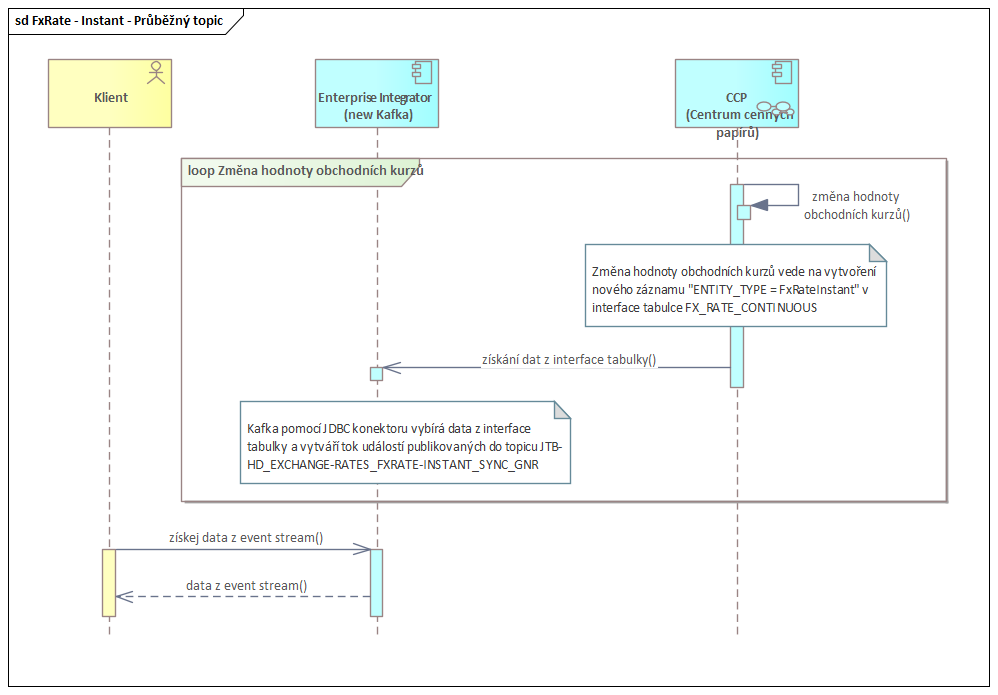 sd FxRate - Instant - Průběžný topic
Klient
Enterprise Integrator
(new Kafka)
CCP
(Centrum cenných
papírů)
loop Změna hodnoty obchodních kurzů
změna hodnoty
obchodních kurzů()
Změna hodnoty obchodních kurzů vede na vytvoření
nového záznamu "ENTITY_TYPE = FxRateInstant" v
interface tabulce FX_RATE_CONTINUOUS
získání dat z interface tabulky()
Kafka pomocí JDBC konektoru vybírá data z interface
tabulky a vytváří tok událostí publikovaných do topicu JTB-
HD_EXCHANGE-RATES_FXRATE-INSTANT_SYNC_GNR
získej data z event stream()
data z event stream()